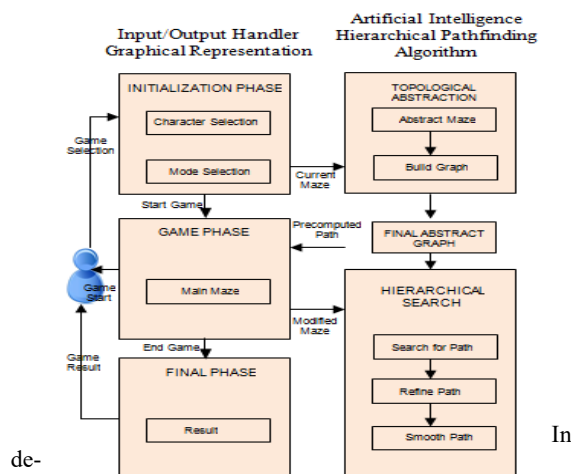 Input/Output Handler
Graphical Representation
Artificial Intelligence
Hierarchical Pathfinding
Algorithm
INITIALIZATION PHASE
Character Selection
Mode Selection
Game
Selection
Start Game
Current
Maze
TOPOLOGICAL
ABSTRACTION
Abstract Maze
Build Graph
GAME PHASE
Main Maze
Precomputed
Path
FINAL ABSTRACT
GRAPH
Game
Start
Modified
Maze
HIERARCHICAL
SEARCH
Search for Path
Refine Path
Smooth Path
End Game
Game
Result
FINAL PHASE
Result
In
de-